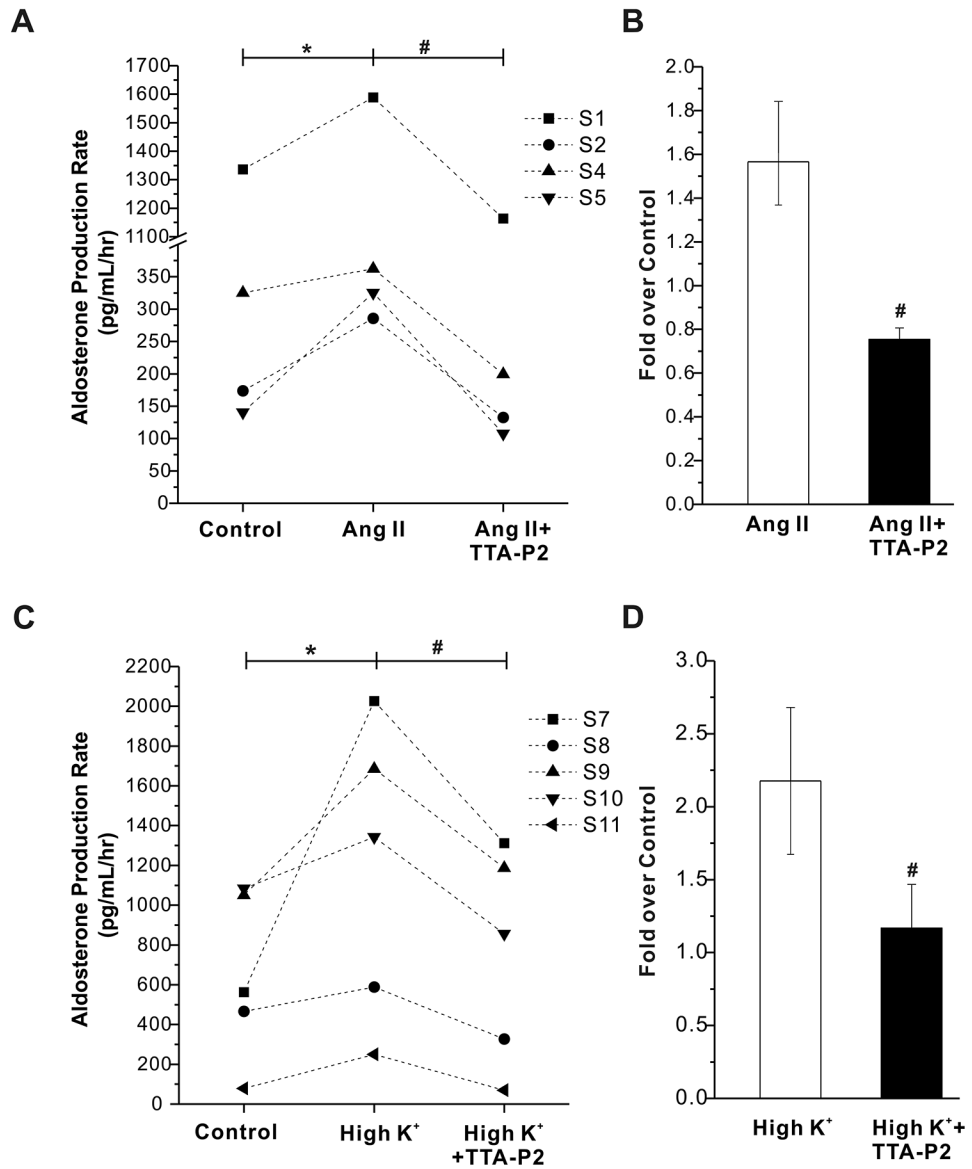 A
* #
Aldosterone Production Rate
(pg/mL/hr)
1700
1600
1500
1400
1300
1200
1100
350
300
250
200
150
100
50
0
S1
S2
S4
S5
Control
Ang II
Ang II+
TTA-P2
B
Fold over Control
2.0
1.8
1.6
1.4
1.2
1.0
0.8
0.6
0.4
0.2
0.0
#
Ang II
Ang II+
TTA-P2
C
* #
Aldosterone Production Rate
(pg/mL/hr)
2200
2000
1800
1600
1400
1200
1000
800
600
400
200
0
S7
S8
S9
S10
S11
Control
High K⁺
High K⁺
+TTA-P2
D
Fold over Control
3.0
2.5
2.0
1.5
1.0
0.5
0.0
#
High K⁺
High K⁺+
TTA-P2